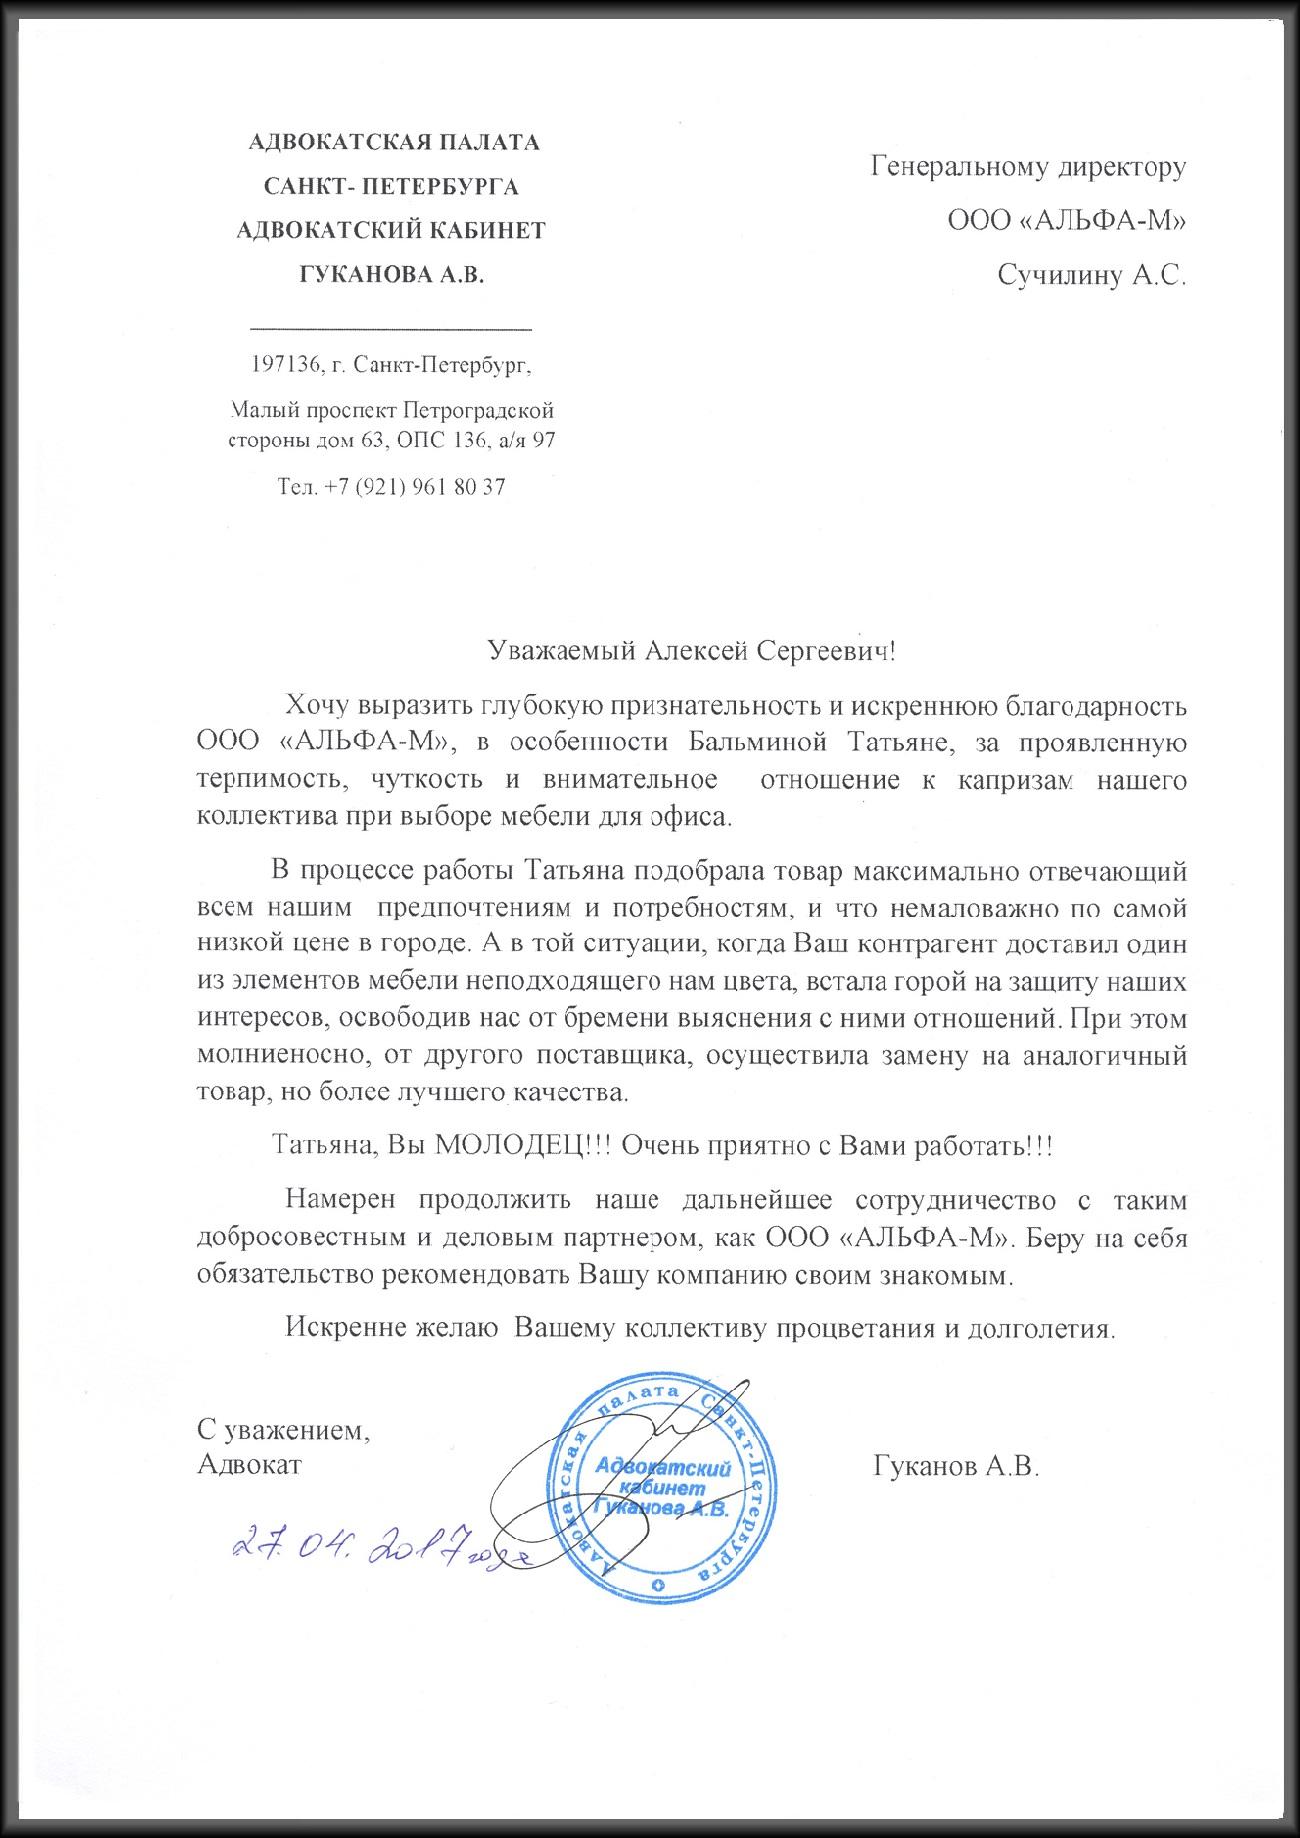 АДВОКАТСКАЯ ПАЛАТА
САНКТ- ПЕТЕРБУРГА
АДВОКАТСКИЙ КАБИНЕТ
ГУКАНОВА А.В.
197136, г. Санкт-Петербург,
Малый проспект Петроградской
стороны дом 63, ОПС 136, а/я 97
Тел. +7 (921) 961 80 37
Генеральному директору
ООО «АЛЬФА-М»
Сучилину А.С.
Уважаемый Алексей Сергеевич!
Хочу выразить глубокую признательность и искреннюю благодарность
ООО «АЛЬФА-М», в особенности Бальминой Татьяне, за проявленную
терпимость, чуткость и внимательное отношение к капризам нашего
коллектива при выборе мебели для офиса.
В процессе работы Татьяна подобрала товар максимально отвечающий
всем нашим предпочтениям и потребностям, и что немаловажно по самой
низкой цене в городе. А в той ситуации, когда Ваш контрагент доставил один
из элементов мебели неподходящего нам цвета, встала горой на защиту наших
интересов, освободив нас от бремени выяснения с ними отношений. При этом
молниеносно, от другого поставщика, осуществила замену на аналогичный
товар, но более лучшего качества.
Татьяна, Вы МОЛОДЕЦ!!! Очень приятно с Вами работать!!!
Намерен продолжить наше дальнейшее сотрудничество с таким
добросовестным и деловым партнером, как ООО «АЛЬФА-М». Беру на себя
обязательство рекомендовать Вашу компанию своим знакомым.
Искренне желаю Вашему коллективу процветания и долголетия.
С уважением,
Адвокат
Гуканов А.В.
27.04.2017 года
Адвокатская палата Санкт-Петербурга
Адвокатский
кабинет
Гуканова А.В.